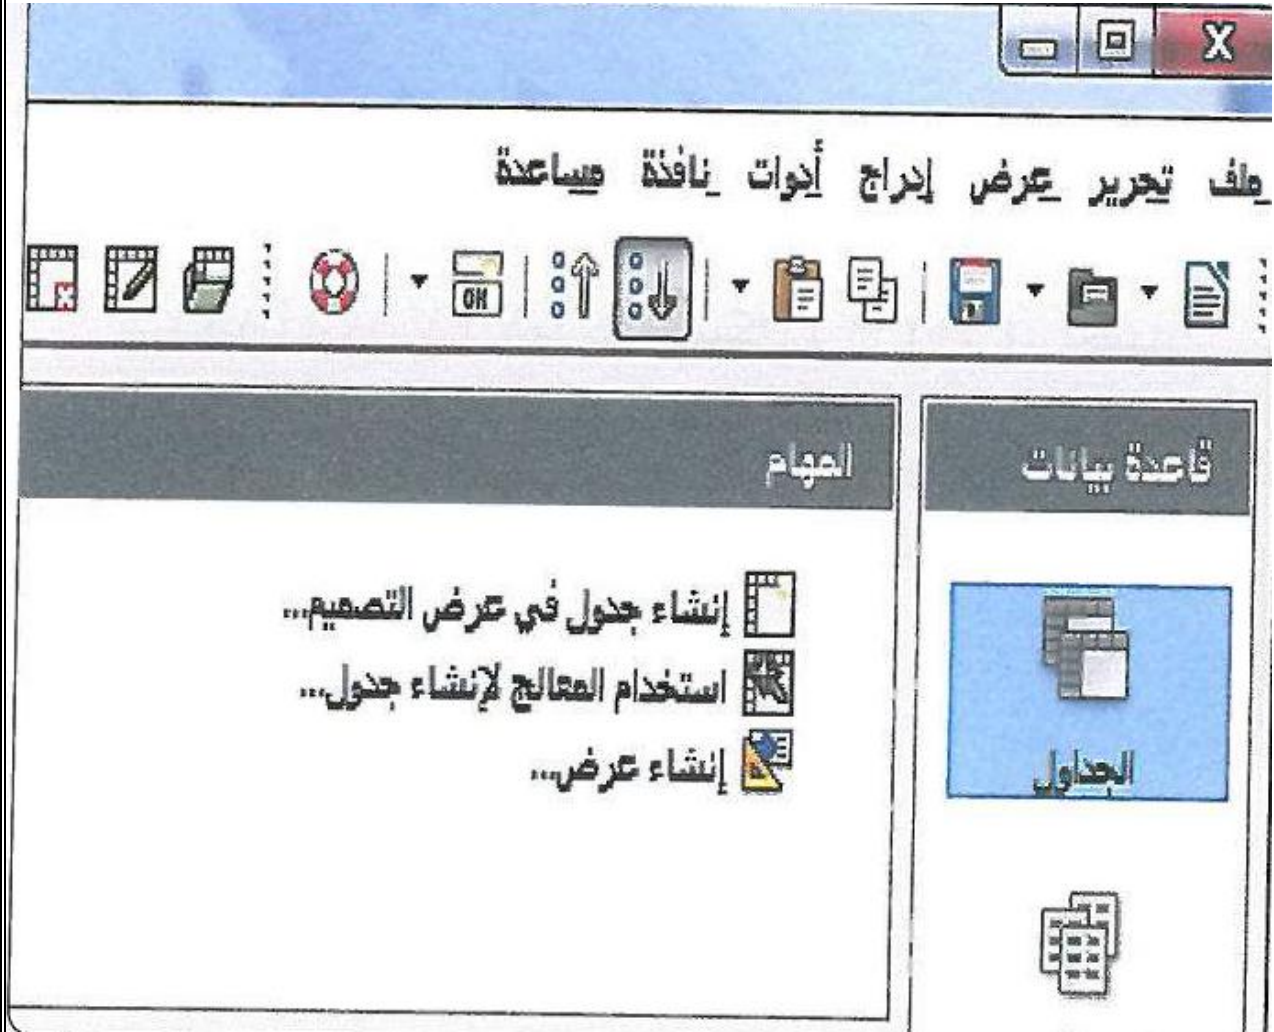 ملف تحرير عرض إدراج أدوات نافذة مساعدة
قاعدة بيانات
الجداول
المهام
إنشاء جدول في عرض التصميم...
استخدام المعالج لإنشاء جدول...
إنشاء عرض...